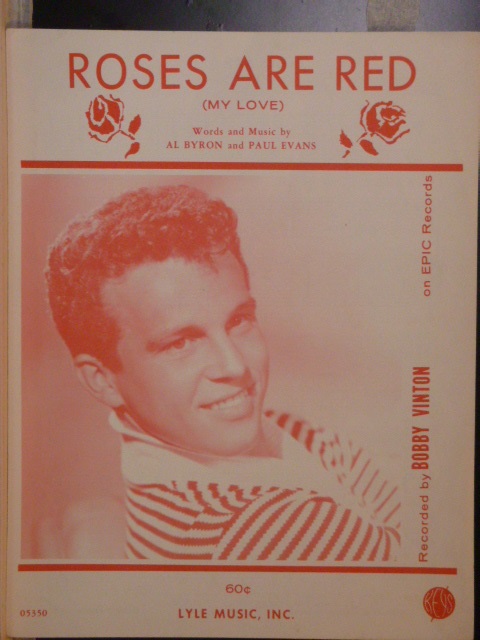 ROSES ARE RED
(MY LOVE)
Words and Music by
AL BYRON and PAUL EVANS
on EPIC Records
Recorded by BOBBY VINTON
60¢
05350
LYLE MUSIC, INC.